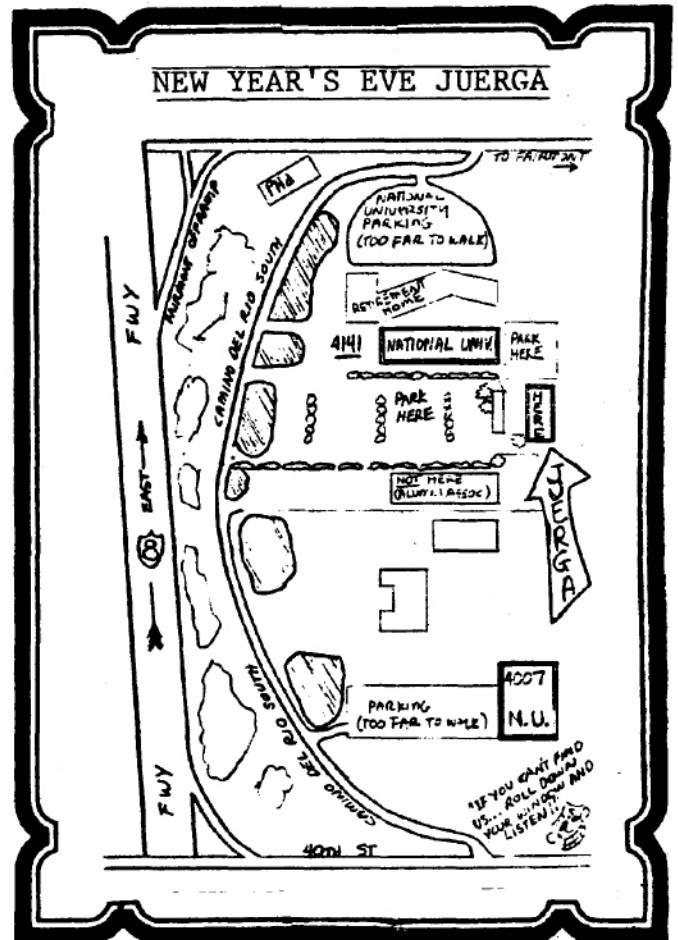 NEW YEAR'S EVE JUERGA
TO FAIRMONT
FAIRMONT OFFRAMP
NATIONAL
UNIVERSITY
PARKING
(TOO FAR TO WALK)
CAMINO DEL RIO SOUTH
RETIREMENT
HOME
FWY
4141
NATIONAL UNIV.
PARK
HERE
PARK
HERE
HERE
NOT HERE
(ALUMNI ASSOC)
EAST
8
JUERGA
4007
N.U.
PARKING
(TOO FAR TO WALK)
CAMINO DEL RIO SOUTH
FWY
"IF YOU CAN'T FIND
US... ROLL DOWN
YOUR WINDOW AND
LISTEN!!"
40TH ST